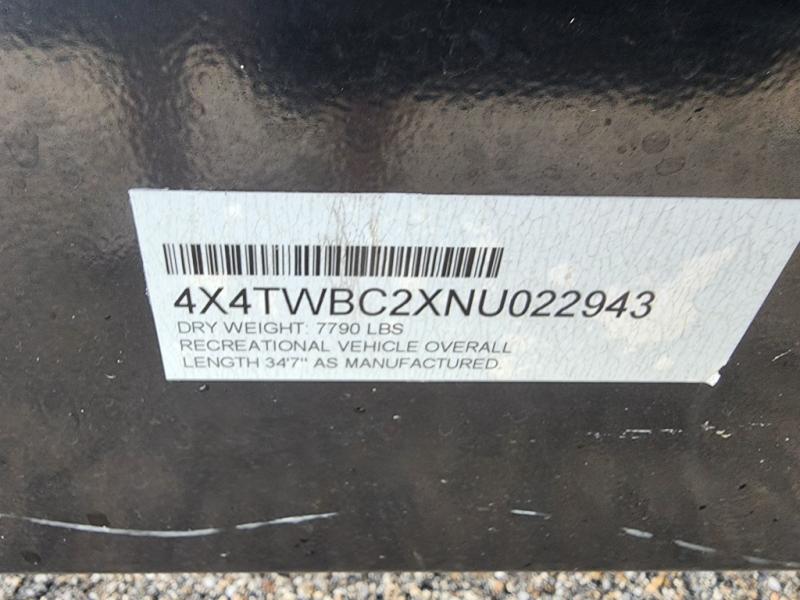 4X4TWBC2XNU022943
DRY WEIGHT: 7790 LBS
RECREATIONAL VEHICLE OVERALL
LENGTH 34'7" AS MANUFACTURED.